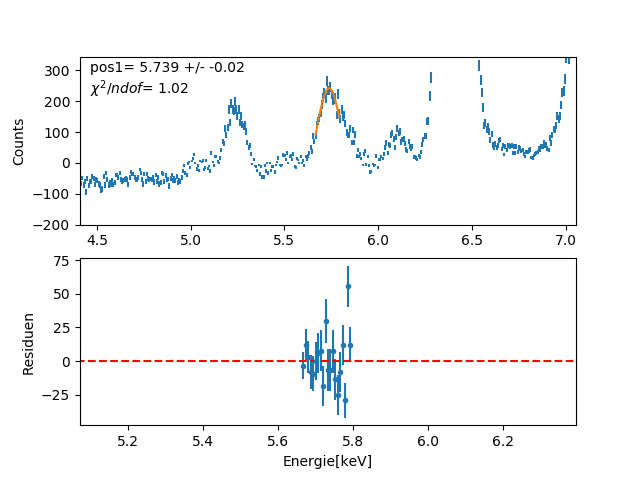 300
200
100
0
−100
−200
Counts
pos1= 5.739 +/- -0.02
χ²/ndof= 1.02
4.5 5.0 5.5 6.0 6.5 7.0
75
50
25
0
−25
Residuen
5.2 5.4 5.6 5.8 6.0 6.2
Energie[keV]